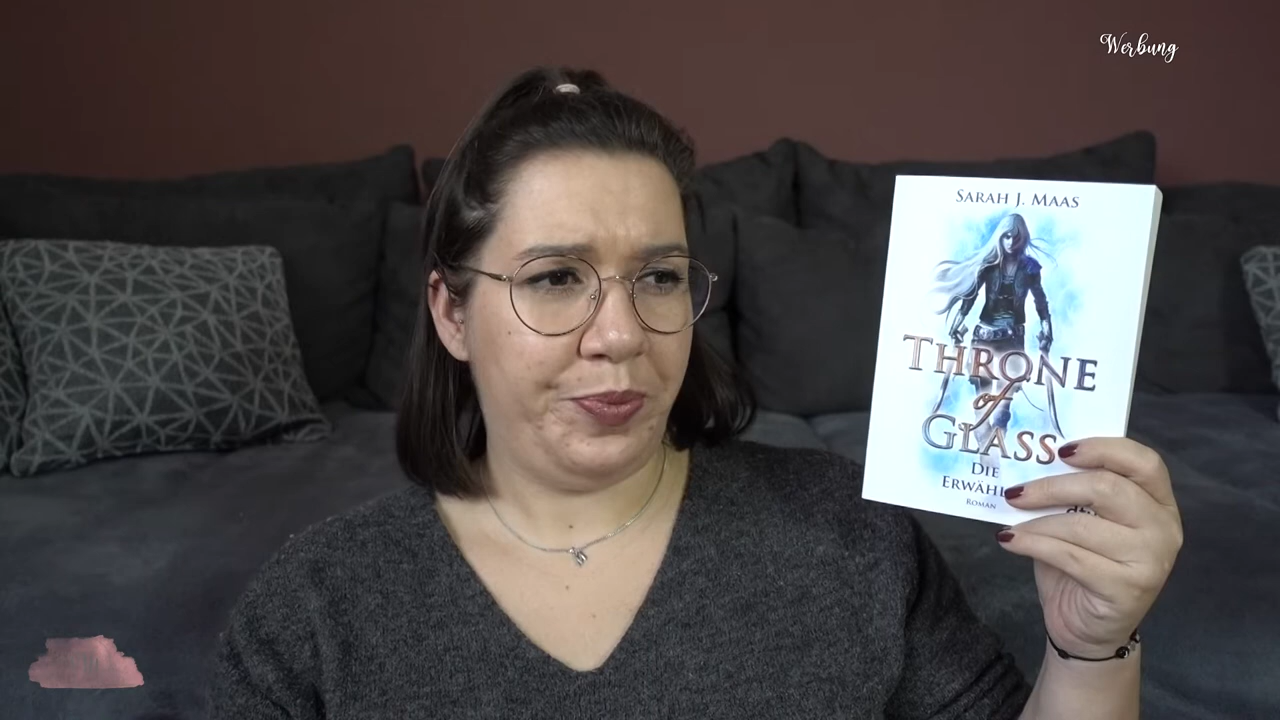 Werbung
SARAH J. MAAS
THRONE
of
GLASS
DIE
ROMAN